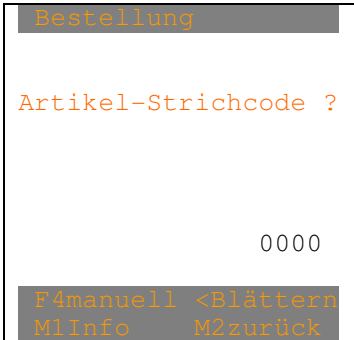 Bestellung
Artikel-Strichcode ?
0000
F4manuell <Blättern
M1Info M2zurück